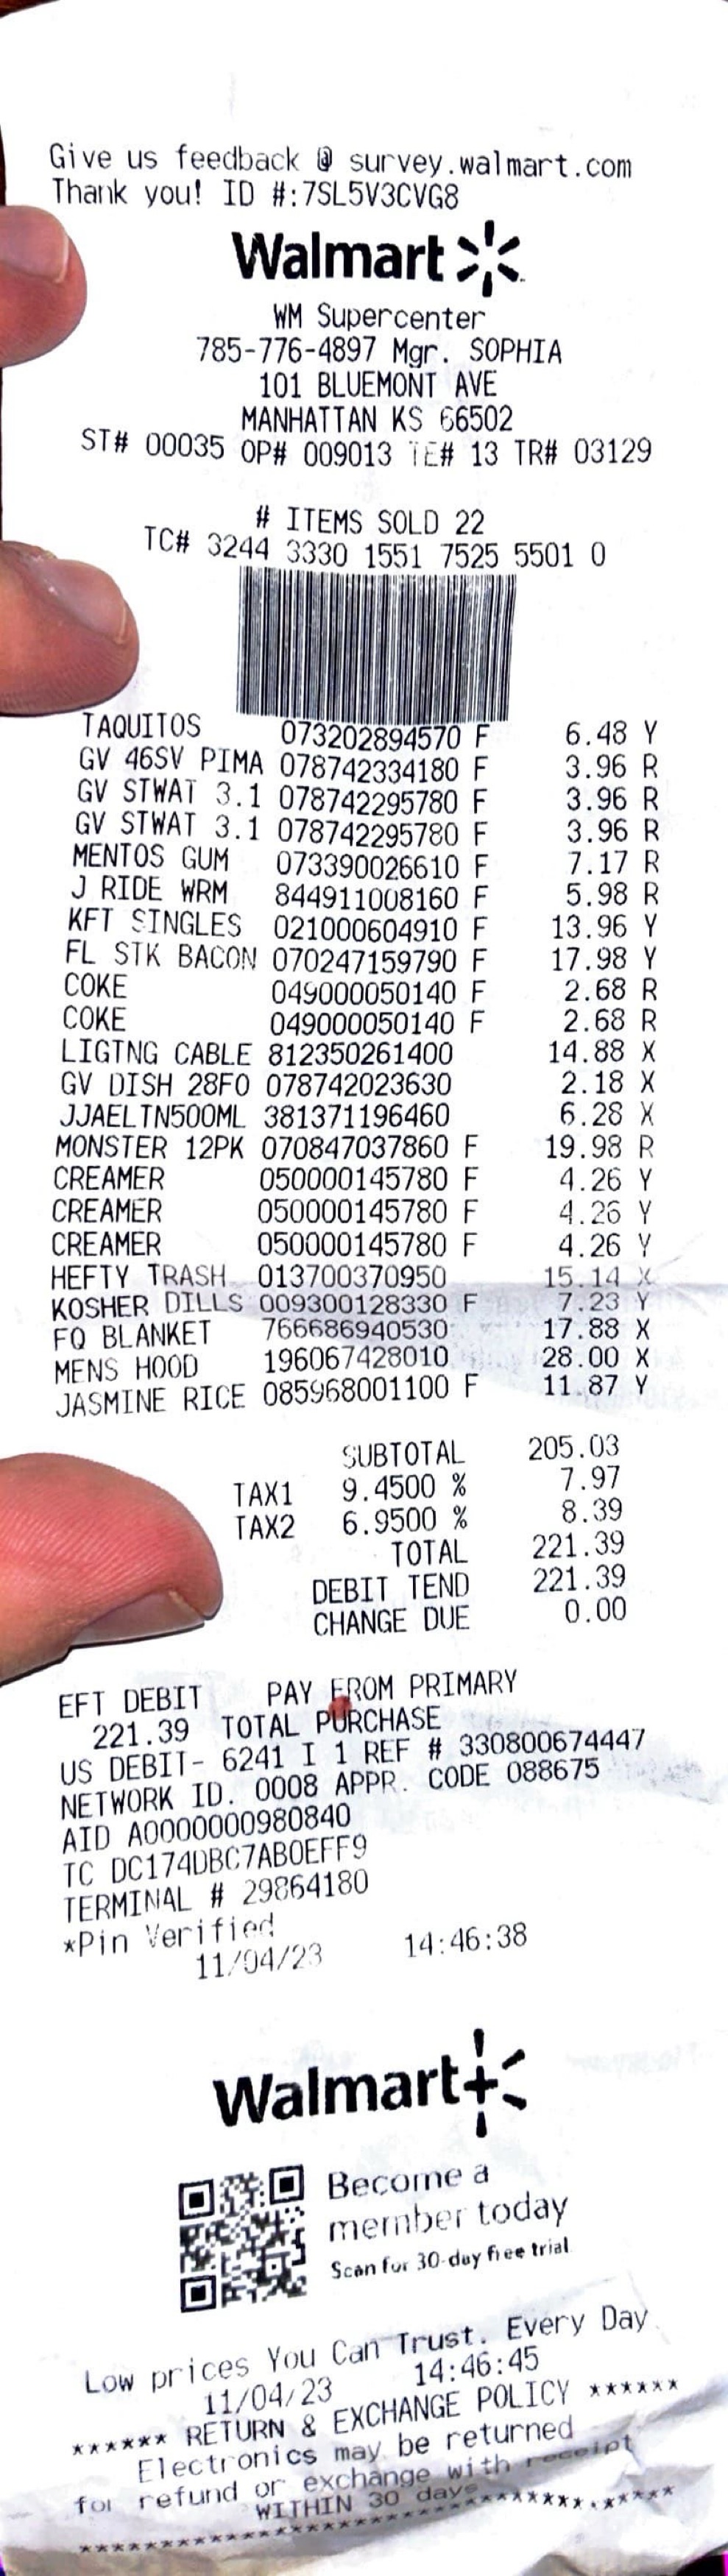 Give us feedback @ survey.walmart.com
Thank you! ID #:7SL5V3CVG8
Walmart
WM Supercenter
785-776-4897 Mgr. SOPHIA
101 BLUEMONT AVE
MANHATTAN KS 66502
ST# 00035 OP# 009013 TE# 13 TR# 03129
# ITEMS SOLD 22
TC# 3244 3330 1551 7525 5501 0
TAQUITOS 073202894570 F 6.48 Y
GV 46SV PIMA 078742334180 F 3.96 R
GV STWAT 3.1 078742295780 F 3.96 R
GV STWAT 3.1 078742295780 F 3.96 R
MENTOS GUM 073390026610 F 7.17 R
J RIDE WRM 844911008160 F 5.98 R
KFT SINGLES 021000604910 F 13.96 Y
FL STK BACON 070247159790 F 17.98 Y
COKE 049000050140 F 2.68 R
COKE 049000050140 F 2.68 R
LIGTNG CABLE 812350261400 14.88 X
GV DISH 28FO 078742023630 2.18 X
JJAELTN500ML 381371196460 6.28 X
MONSTER 12PK 070847037860 F 19.98 R
CREAMER 050000145780 F 4.26 Y
CREAMER 050000145780 F 4.26 Y
CREAMER 050000145780 F 4.26 Y
HEFTY TRASH 013700370950 15.14 X
KOSHER DILLS 009300128330 F 7.23 Y
FQ BLANKET 766686940530 17.88 X
MENS HOOD 196067428010 28.00 X
JASMINE RICE 085968001100 F 11.87 Y
SUBTOTAL 205.03
TAX1 9.4500 % 7.97
TAX2 6.9500 % 8.39
TOTAL 221.39
DEBIT TEND 221.39
CHANGE DUE 0.00
EFT DEBIT PAY FROM PRIMARY
221.39 TOTAL PURCHASE
US DEBIT- 6241 I 1 REF # 330800674447
NETWORK ID. 0008 APPR. CODE 088675
AID A0000000980840
TC DC174DBC7AB0EFF9
TERMINAL # 29864180
*Pin Verified
11/04/23 14:46:38
Walmart+
Become a
member today
Scan for 30-day free trial
Low prices You Can Trust. Every Day.
11/04/23 14:46:45
****** RETURN & EXCHANGE POLICY ******
Electronics may be returned
for refund or exchange with receipt
WITHIN 30 days
**************************************